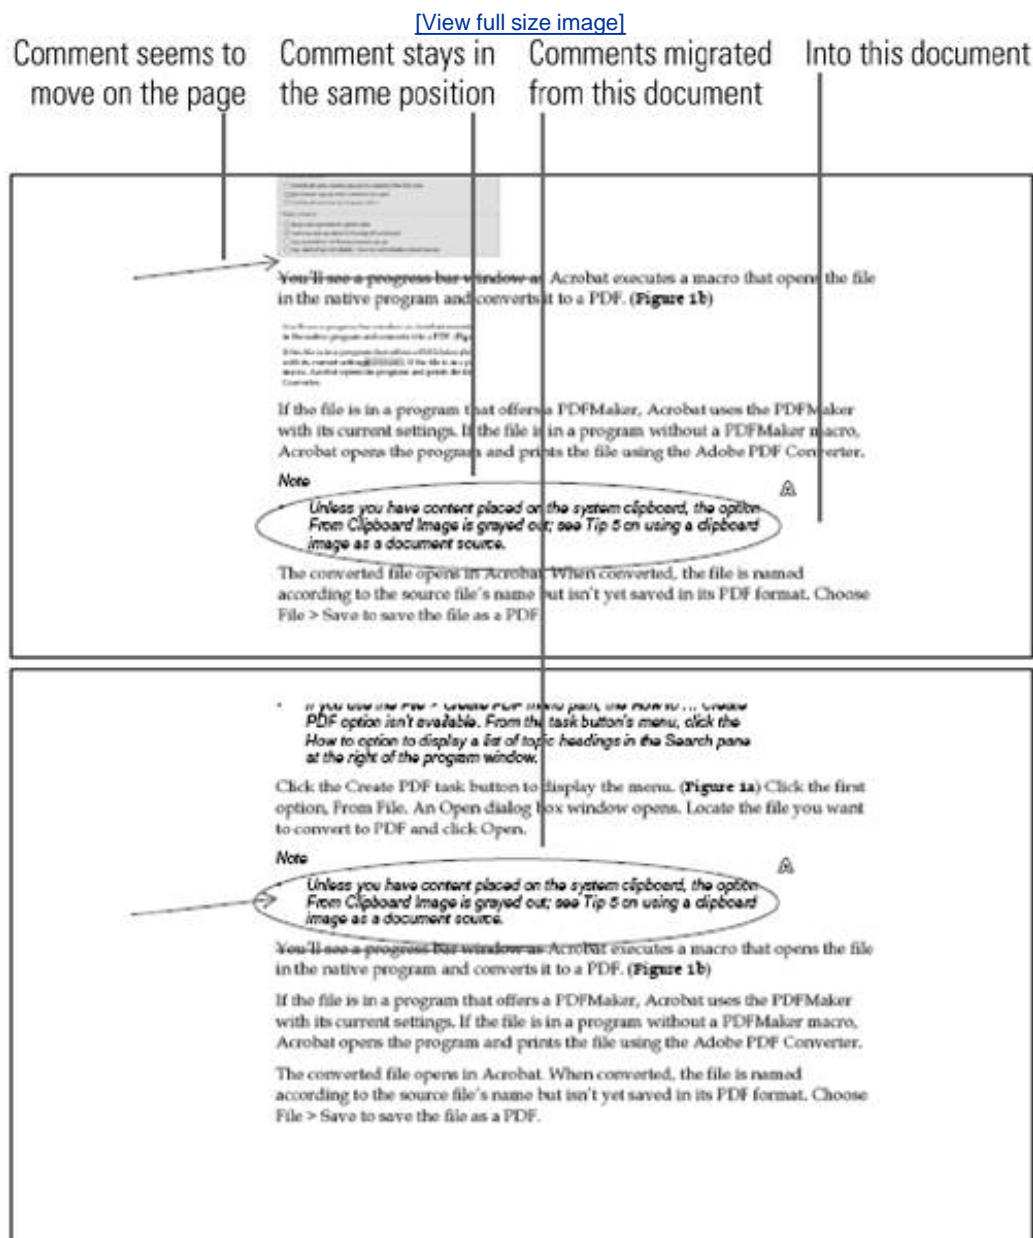 [View full size image]
Comment seems to move on the page
Comment stays in the same position
Comments migrated from this document
Into this document
You'll see a progress bar window as Acrobat executes a macro that opens the file
in the native program and converts it to a PDF. (Figure 1b)
If the file is in a program that offers a PDFMaker, Acrobat uses the PDFMaker
with its current settings. If the file is in a program without a PDFMaker macro,
Acrobat opens the program and prints the file using the Adobe PDF Converter.
Note
A
Unless you have content placed on the system clipboard, the option
From Clipboard Image is grayed out; see Tip 5 on using a clipboard
image as a document source.
The converted file opens in Acrobat. When converted, the file is named
according to the source file's name but isn't yet saved in its PDF format. Choose
File > Save to save the file as a PDF.
If you use the File > Create PDF menu path, the How to ... Create
PDF option isn't available. From the task button's menu, click the
How to option to display a list of topic headings in the Search pane
at the right of the program window.
Click the Create PDF task button to display the menu. (Figure 1a) Click the first
option, From File. An Open dialog box window opens. Locate the file you want
to convert to PDF and click Open.
Note
A
Unless you have content placed on the system clipboard, the option
From Clipboard Image is grayed out; see Tip 5 on using a clipboard
image as a document source.
You'll see a progress bar window as Acrobat executes a macro that opens the file
in the native program and converts it to a PDF. (Figure 1b)
If the file is in a program that offers a PDFMaker, Acrobat uses the PDFMaker
with its current settings. If the file is in a program without a PDFMaker macro,
Acrobat opens the program and prints the file using the Adobe PDF Converter.
The converted file opens in Acrobat. When converted, the file is named
according to the source file's name but isn't yet saved in its PDF format. Choose
File > Save to save the file as a PDF.